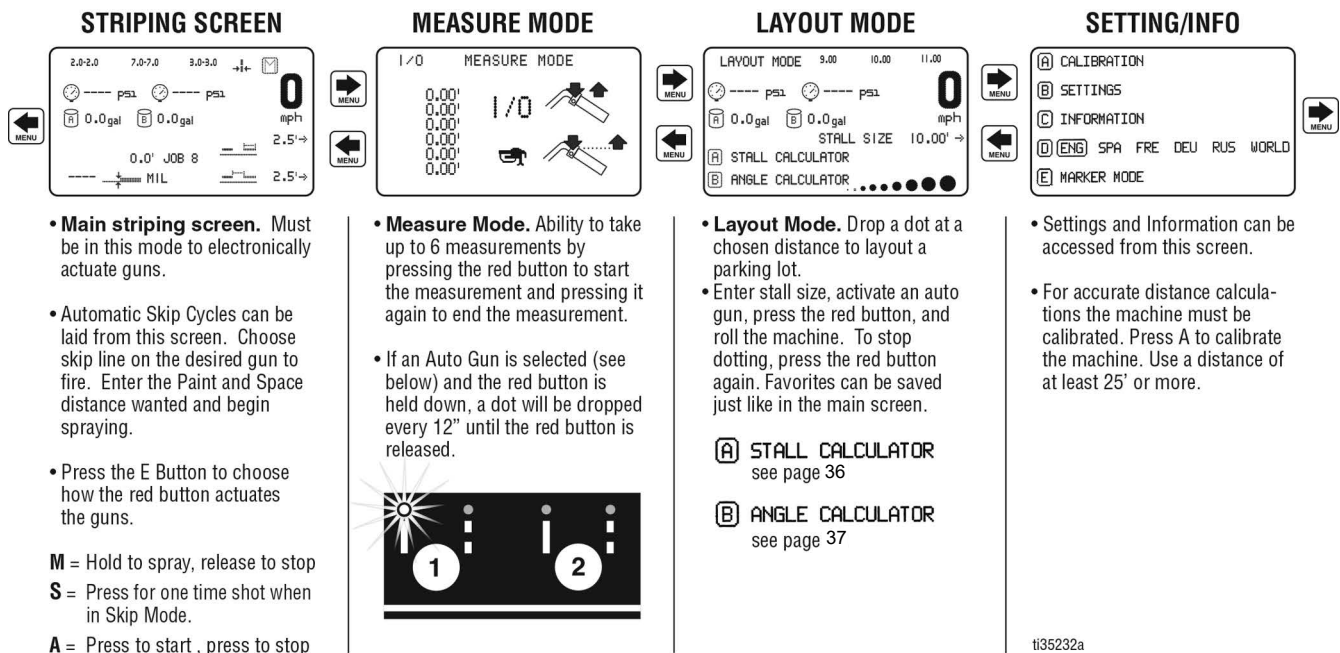 STRIPING SCREEN
2.0-2.0 7.0-7.0 3.0-3.0 M
---- psi ---- psi
0
A 0.0gal B 0.0gal
mph
2.5'
0.0' JOB 8
---- MIL 2.5'
MENU
• Main striping screen. Must
be in this mode to electronically
actuate guns.
• Automatic Skip Cycles can be
laid from this screen. Choose
skip line on the desired gun to
fire. Enter the Paint and Space
distance wanted and begin
spraying.
• Press the E Button to choose
how the red button actuates
the guns.
M = Hold to spray, release to stop
S = Press for one time shot when
in Skip Mode.
A = Press to start , press to stop
MENU
MENU
MEASURE MODE
1/0 MEASURE MODE
0.00'
0.00'
0.00'
0.00'
0.00'
0.00'
1/0
• Measure Mode. Ability to take
up to 6 measurements by
pressing the red button to start
the measurement and pressing it
again to end the measurement.
• If an Auto Gun is selected (see
below) and the red button is
held down, a dot will be dropped
every 12” until the red button is
released.
1 2
MENU
MENU
LAYOUT MODE
LAYOUT MODE 9.00 10.00 11.00
---- psi ---- psi
0
A 0.0gal B 0.0gal
mph
STALL SIZE 10.00'
A STALL CALCULATOR
B ANGLE CALCULATOR
• Layout Mode. Drop a dot at a
chosen distance to layout a
parking lot.
• Enter stall size, activate an auto
gun, press the red button, and
roll the machine. To stop
dotting, press the red button
again. Favorites can be saved
just like in the main screen.
A STALL CALCULATOR
see page 36
B ANGLE CALCULATOR
see page 37
MENU
MENU
SETTING/INFO
A CALIBRATION
B SETTINGS
C INFORMATION
D ENG SPA FRE DEU RUS WORLD
E MARKER MODE
MENU
• Settings and Information can be
accessed from this screen.
• For accurate distance calcula-
tions the machine must be
calibrated. Press A to calibrate
the machine. Use a distance of
at least 25’ or more.
ti35232a